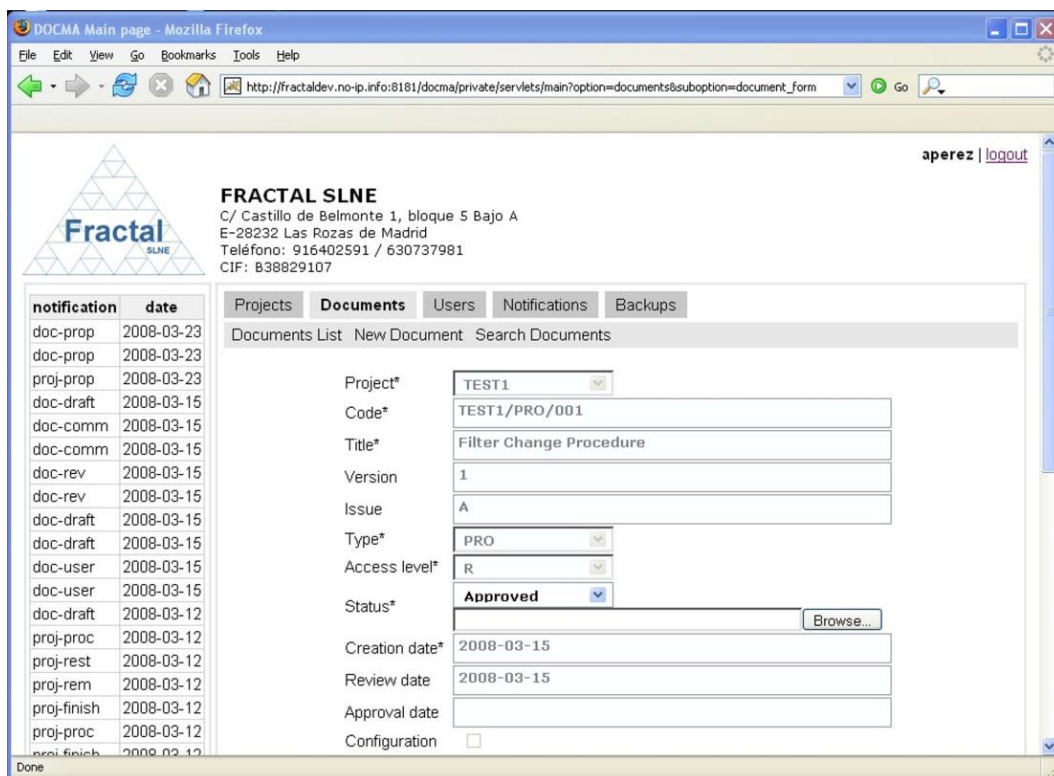 DOCMA Main page - Mozilla Firefox
File Edit View Go Bookmarks Tools Help
http://fractaldev.no-ip.info:8181/docma/private/servlets/main?option=documents&suboption=document_form Go
aperez | logout
Fractal
SLNE
FRACTAL SLNE
C/ Castillo de Belmonte 1, bloque 5 Bajo A
E-28232 Las Rozas de Madrid
Teléfono: 916402591 / 630737981
CIF: B38829107
notification date
doc-prop 2008-03-23
doc-prop 2008-03-23
proj-prop 2008-03-23
doc-draft 2008-03-15
doc-comm 2008-03-15
doc-comm 2008-03-15
doc-rev 2008-03-15
doc-rev 2008-03-15
doc-draft 2008-03-15
doc-draft 2008-03-15
doc-user 2008-03-15
doc-user 2008-03-15
doc-draft 2008-03-12
proj-proc 2008-03-12
proj-rest 2008-03-12
proj-rem 2008-03-12
proj-finish 2008-03-12
proj-proc 2008-03-12
proj-finish 2008-03-12
Projects Documents Users Notifications Backups
Documents List New Document Search Documents
Project* TEST1
Code* TEST1/PRO/001
Title* Filter Change Procedure
Version 1
Issue A
Type* PRO
Access level* R
Status* Approved
Browse...
Creation date* 2008-03-15
Review date 2008-03-15
Approval date
Configuration
Done